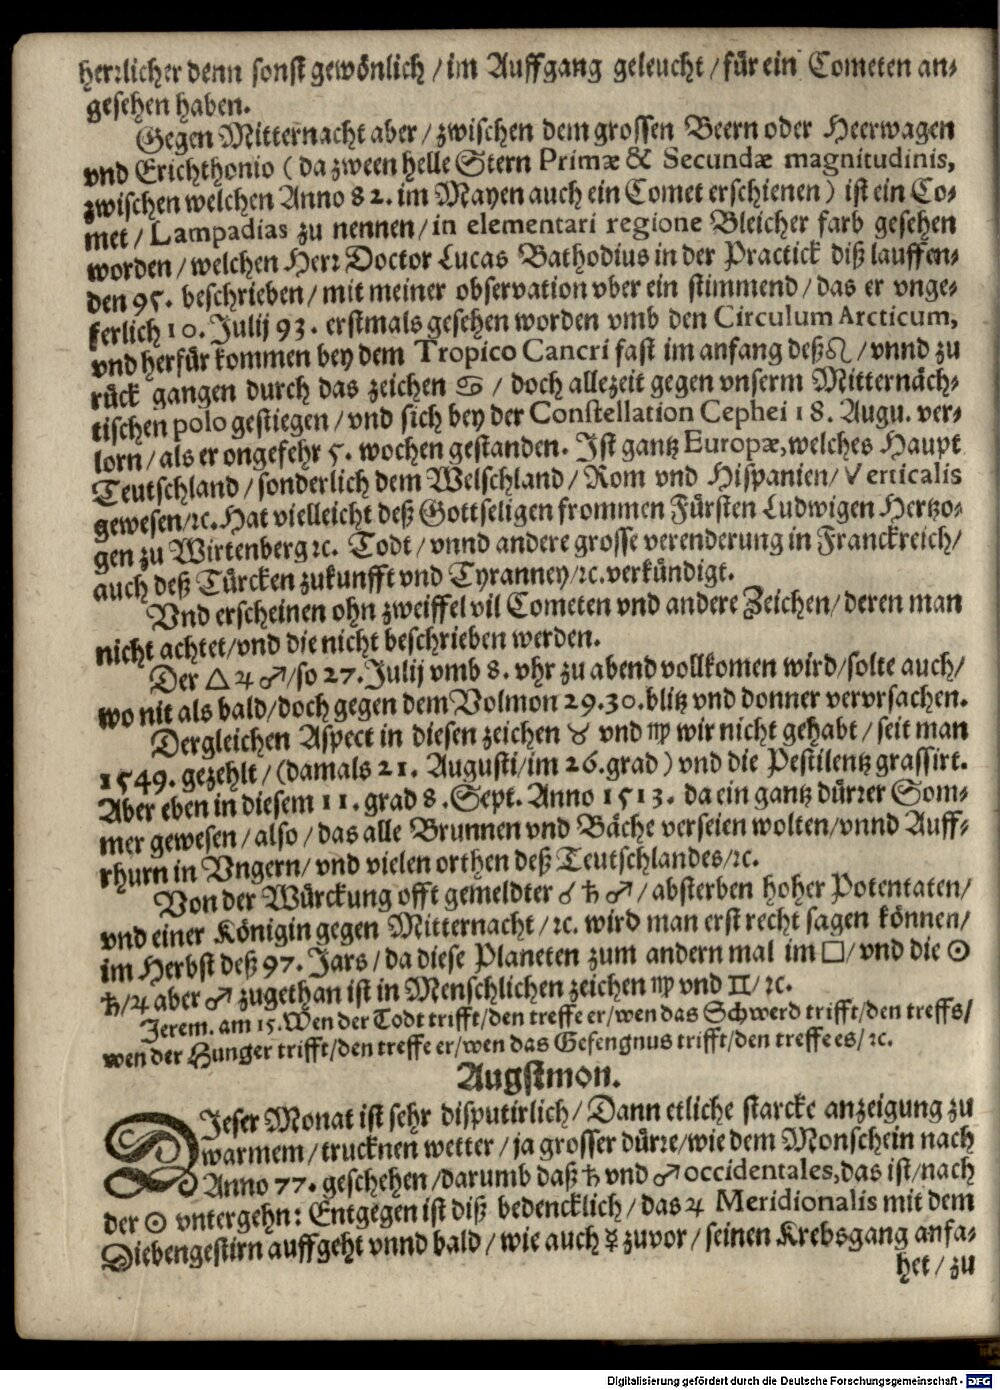 herꝛlicher denn sonst gewönlich / im Auffgang geleucht / für ein Cometen an⸗
gesehen haben.
Gegen Mitternacht aber / zwischen dem grossen Beern oder Heerwagen
vnd Erichthonio ( da zween helle Stern Primæ & Secundæ magnitudinis,
zwischen welchen Anno 82. im Mayen auch ein Comet erschienen ) ist ein Co⸗
met / Lampadias zu nennen / in elementari regione Bleicher farb gesehen
worden / welchen Herr Doctor Lucas Bathodius in der Practick diß lauffen⸗
den 95. beschrieben / mit meiner observation vber ein stimmend / das er vnge⸗
ferlich 10. Julij 93. erstmals gesehen worden vmb den Circulum Arcticum,
vnd herfür kommen bey dem Tropico Cancri fast im anfang deß ♌ / vnnd zu
rück gangen durch das zeichen ♋ / doch allezeit gegen vnserm Mitternäch⸗
tischen polo gestiegen / vnd sich bey der Constellation Cephei 18. Augu. ver⸗
lorn / als er ongefehr 5. wochen gestanden. Ist gantz Europæ, welches Haupt
Teutschland / sonderlich dem Welschland / Rom vnd Hispanien / Verticalis
gewesen / ꝛc. Hat vielleicht deß Gottseligen frommen Fürsten Ludwigen Hertzo⸗
gen zu Wirtenberg ꝛc. Todt / vnnd andere grosse verenderung in Franckreich /
auch deß Türcken zukunfft vnd Tyranney / ꝛc. verkündigt.
Vnd erscheinen ohn zweiffel vil Cometen vnd andere Zeichen / deren man
nicht achtet / vnd die nicht beschrieben werden.
Der △ ♃ ♂ / so 27. Julij vmb 8. vhr zu abend vollkomen wird / solte auch /
wo nit als bald / doch gegen dem Volmon 29. 30. blitz vnd donner vervrsachen.
Dergleichen Aspect in diesen zeichen ♉ vnd ♍ wir nicht gehabt / seit man
1549. gezehlt / (damals 21. Augusti / im 26. grad ) vnd die Pestilentz grassirt.
Aber eben in diesem 11. grad 8. Sept. Anno 1513. da ein gantz dürꝛer Som⸗
mer gewesen / also / das alle Brunnen vnd Bäche verseien wolten / vnnd Auff⸗
rhurn in Vngern / vnd vielen orthen deß Teutschlandes / ꝛc.
Von der Würckung offt gemeldter ☌ ♄ ♂ / absterben hoher Potentaten /
vnd einer Königin gegen Mitternacht / ꝛc. wird man erst recht sagen können /
im Herbst deß 97. Jars / da diese Planeten zum andern mal im □ / vnd die ☉
♄ / ♃ aber ♂ zugethan ist in Menschlichen zeichen ♍ vnd ♊ / ꝛc.
Jerem. am 15. Wen der Todt trifft / den treffe er / wen das Schwerd trifft / den treffs /
wen der Hunger trifft / den treffe er / wen das Gefengnus trifft / den treffe es / ꝛc.
Augstmon.
DIeser Monat ist sehr disputirlich / Dann etliche starcke anzeigung zu
warmem / trucknen wetter / ja grosser dürꝛe / wie dem Monschein nach
Anno 77. geschehen / darumb daß ♄ vnd ♂ occidentales, das ist / nach
der ☉ vntergehn: Entgegen ist diß bedencklich / das ♃ Meridionalis mit dem
Siebengestirn auffgeht vnnd bald / wie auch ☿ zuvor / seinen Krebsgang anfa⸗
het / zu
Digitalisierung gefördert durch die Deutsche Forschungsgemeinschaft - DFG